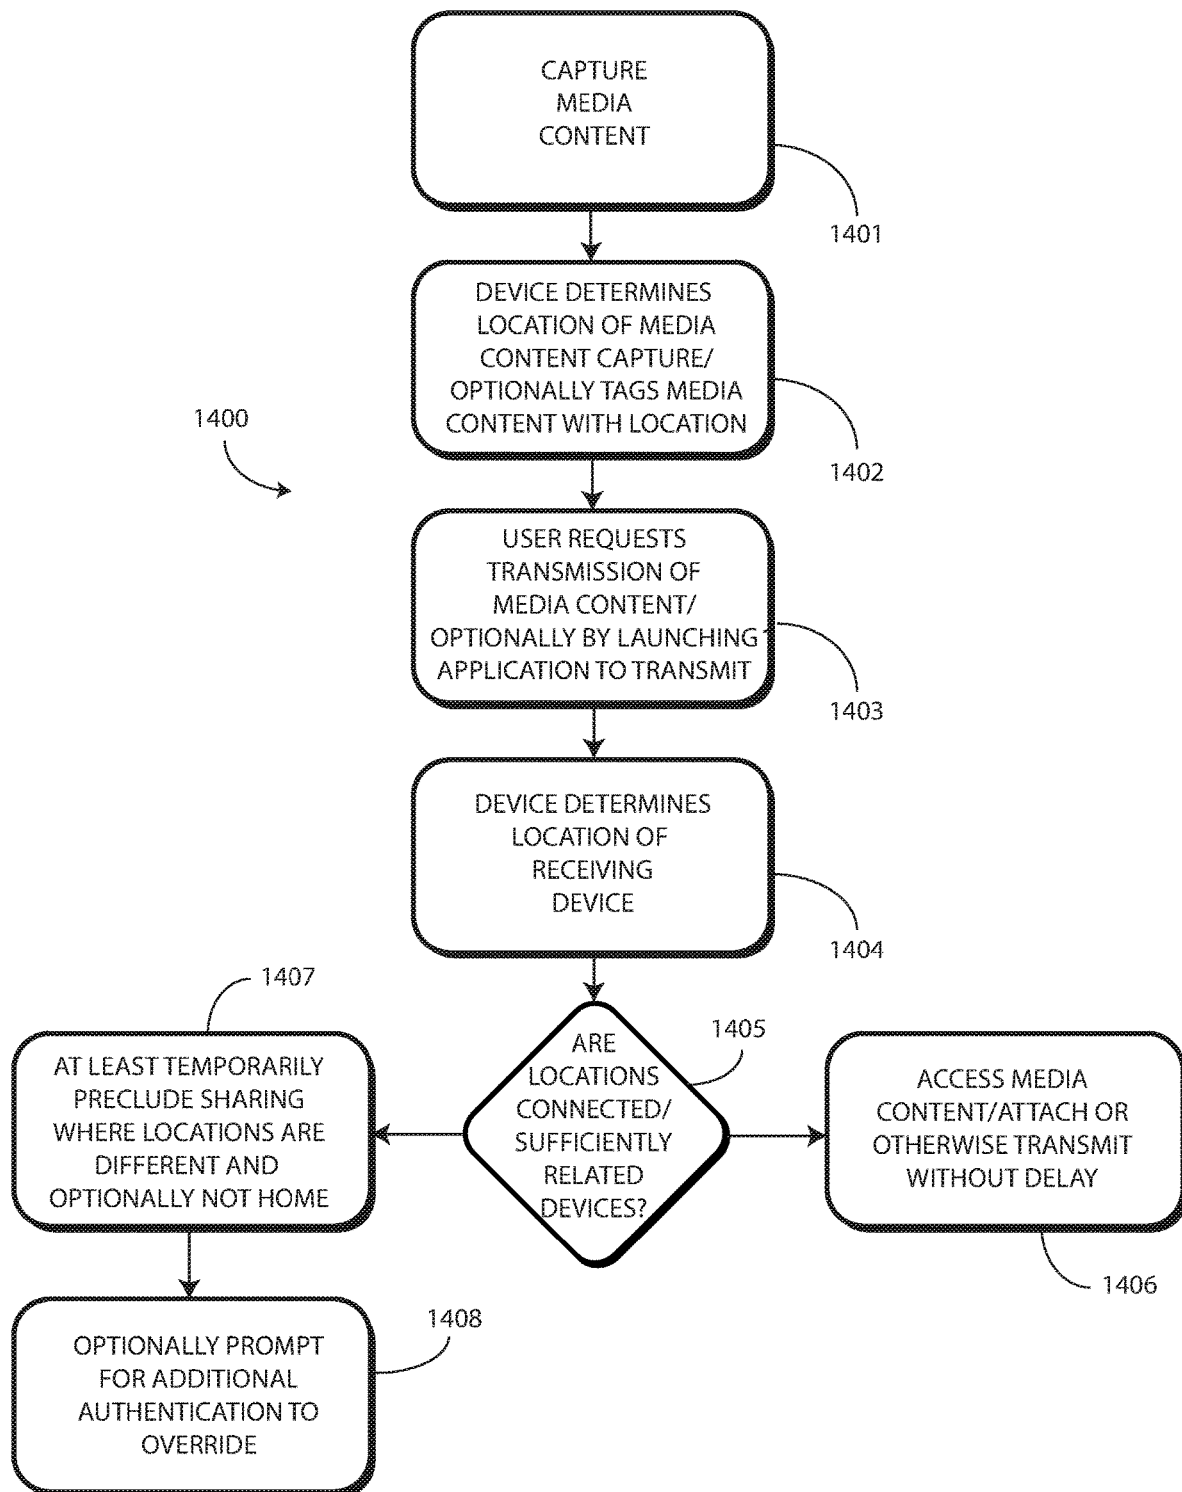 CAPTURE
MEDIA
CONTENT
1401
DEVICE DETERMINES
LOCATION OF MEDIA
CONTENT CAPTURE/
OPTIONALLY TAGS MEDIA
CONTENT WITH LOCATION
1402
1400
USER REQUESTS
TRANSMISSION OF
MEDIA CONTENT/
OPTIONALLY BY LAUNCHING
APPLICATION TO TRANSMIT
1403
DEVICE DETERMINES
LOCATION OF
RECEIVING
DEVICE
1404
ARE
LOCATIONS
CONNECTED/
SUFFICIENTLY
RELATED
DEVICES?
1405
1407
AT LEAST TEMPORARILY
PRECLUDE SHARING
WHERE LOCATIONS ARE
DIFFERENT AND
OPTIONALLY NOT HOME
ACCESS MEDIA
CONTENT/ATTACH OR
OTHERWISE TRANSMIT
WITHOUT DELAY
1406
OPTIONALLY PROMPT
FOR ADDITIONAL
AUTHENTICATION TO
OVERRIDE
1408